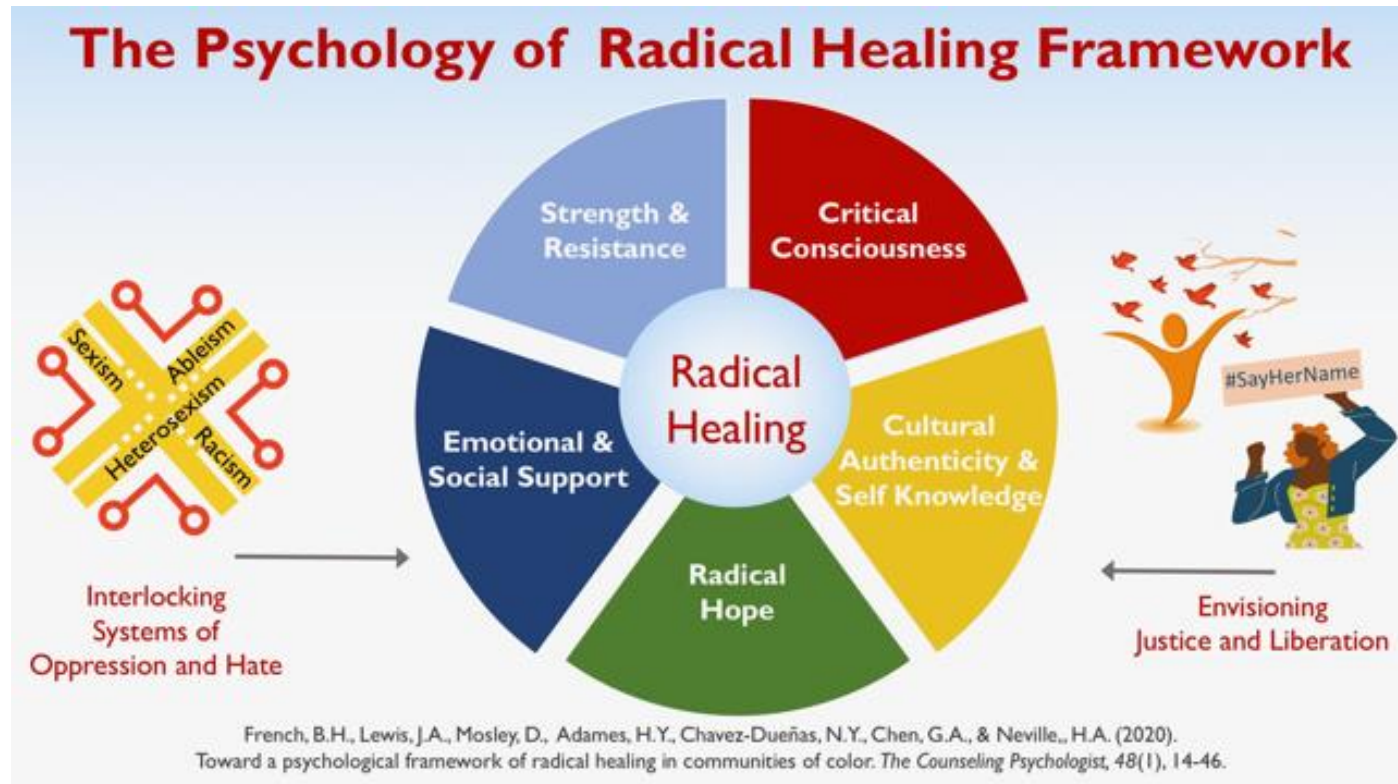 The Psychology of Radical Healing Framework
Strength &
Resistance
Critical
Consciousness
Sexism
Ableism
Heterosexism
Racism
Radical
Healing
#SayHerName
Emotional &
Social Support
Cultural
Authenticity &
Self Knowledge
Radical
Hope
Interlocking
Systems of
Oppression and Hate
Envisioning
Justice and Liberation
French, B.H., Lewis, J.A., Mosley, D., Adames, H.Y., Chavez-Dueñas, N.Y., Chen, G.A., & Neville,, H.A. (2020).
Toward a psychological framework of radical healing in communities of color. The Counseling Psychologist, 48(1), 14-46.